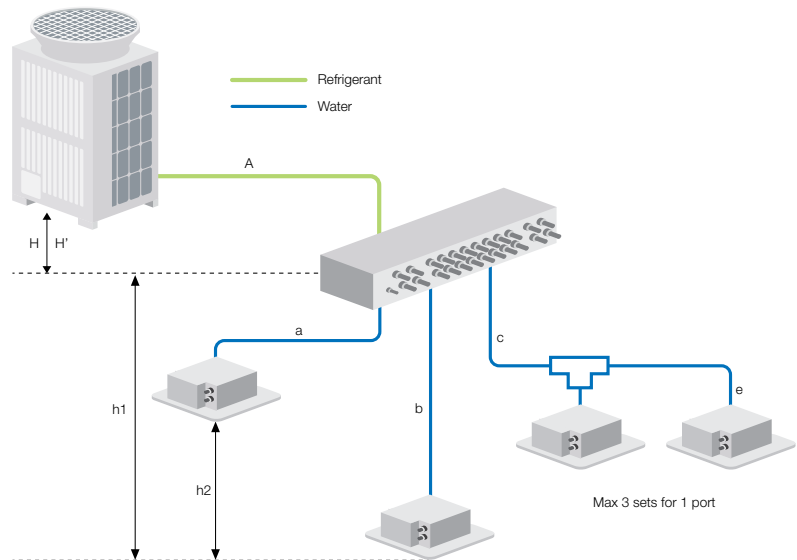 Refrigerant
Water
A
H H'
a
c
h1
b
e
h2
Max 3 sets for 1 port